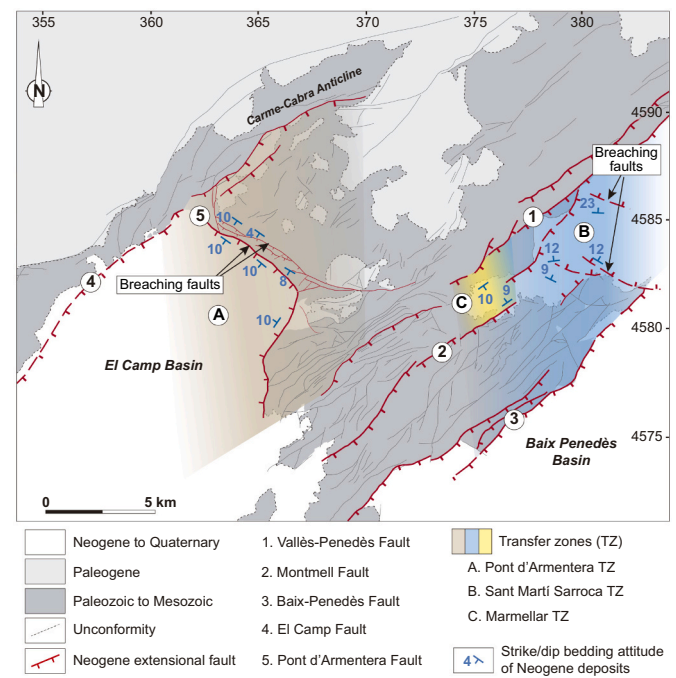 355 360 365 370 375 380
N
Carme-Cabra Anticline
4590
Breaching
faults
5
10
4
10
10
8
10
Breaching faults
4
A
El Camp Basin
1
23
B
4585
12
9
12
C
10
9
4580
2
3
Baix Penedès
Basin
4575
0 5 km
Neogene to Quaternary
Paleogene
Paleozoic to Mesozoic
Unconformity
Neogene extensional fault
1. Vallès-Penedès Fault
2. Montmell Fault
3. Baix-Penedès Fault
4. El Camp Fault
5. Pont d'Armentera Fault
Transfer zones (TZ)
A. Pont d'Armentera TZ
B. Sant Martí Sarroca TZ
C. Marmellar TZ
4 Strike/dip bedding attitude
of Neogene deposits